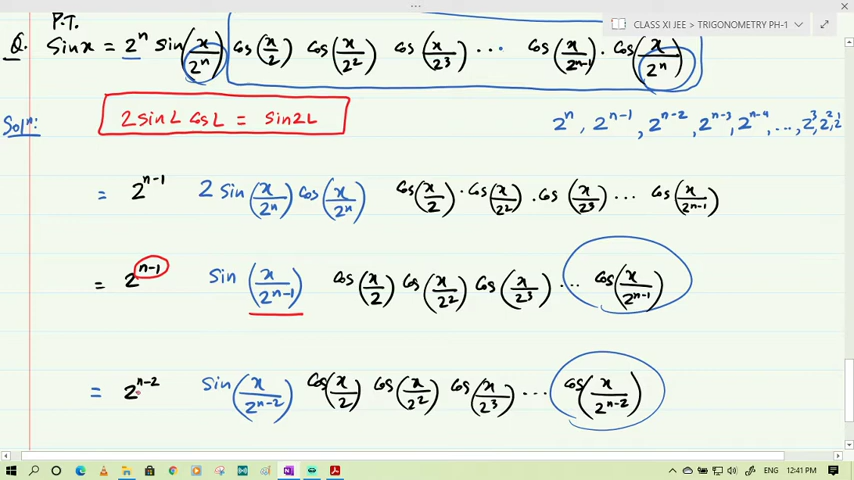 P.T.
CLASS XI JEE > TRIGONOMETRY PH-1
Q. Sin x = 2^n sin(x/2^n) cos(x/2) cos(x/2^2) cos(x/2^3) ... cos(x/2^{n-1}) · cos(x/2^n)
Sol^n: 2 sin L cos L = sin 2L 2^n, 2^{n-1}, 2^{n-2}, 2^{n-3}, 2^{n-4}, ..., 2^3, 2^2, 2^1
= 2^{n-1} 2 sin(x/2^n) cos(x/2^n) cos(x/2) · cos(x/2^2) · cos(x/2^3) ... cos(x/2^{n-1})
= 2^{n-1} sin(x/2^{n-1}) cos(x/2) cos(x/2^2) cos(x/2^3) ... cos(x/2^{n-1})
= 2^{n-2} sin(x/2^{n-2}) cos(x/2) cos(x/2^2) cos(x/2^3) ... cos(x/2^{n-2})
ENG 12:41 PM